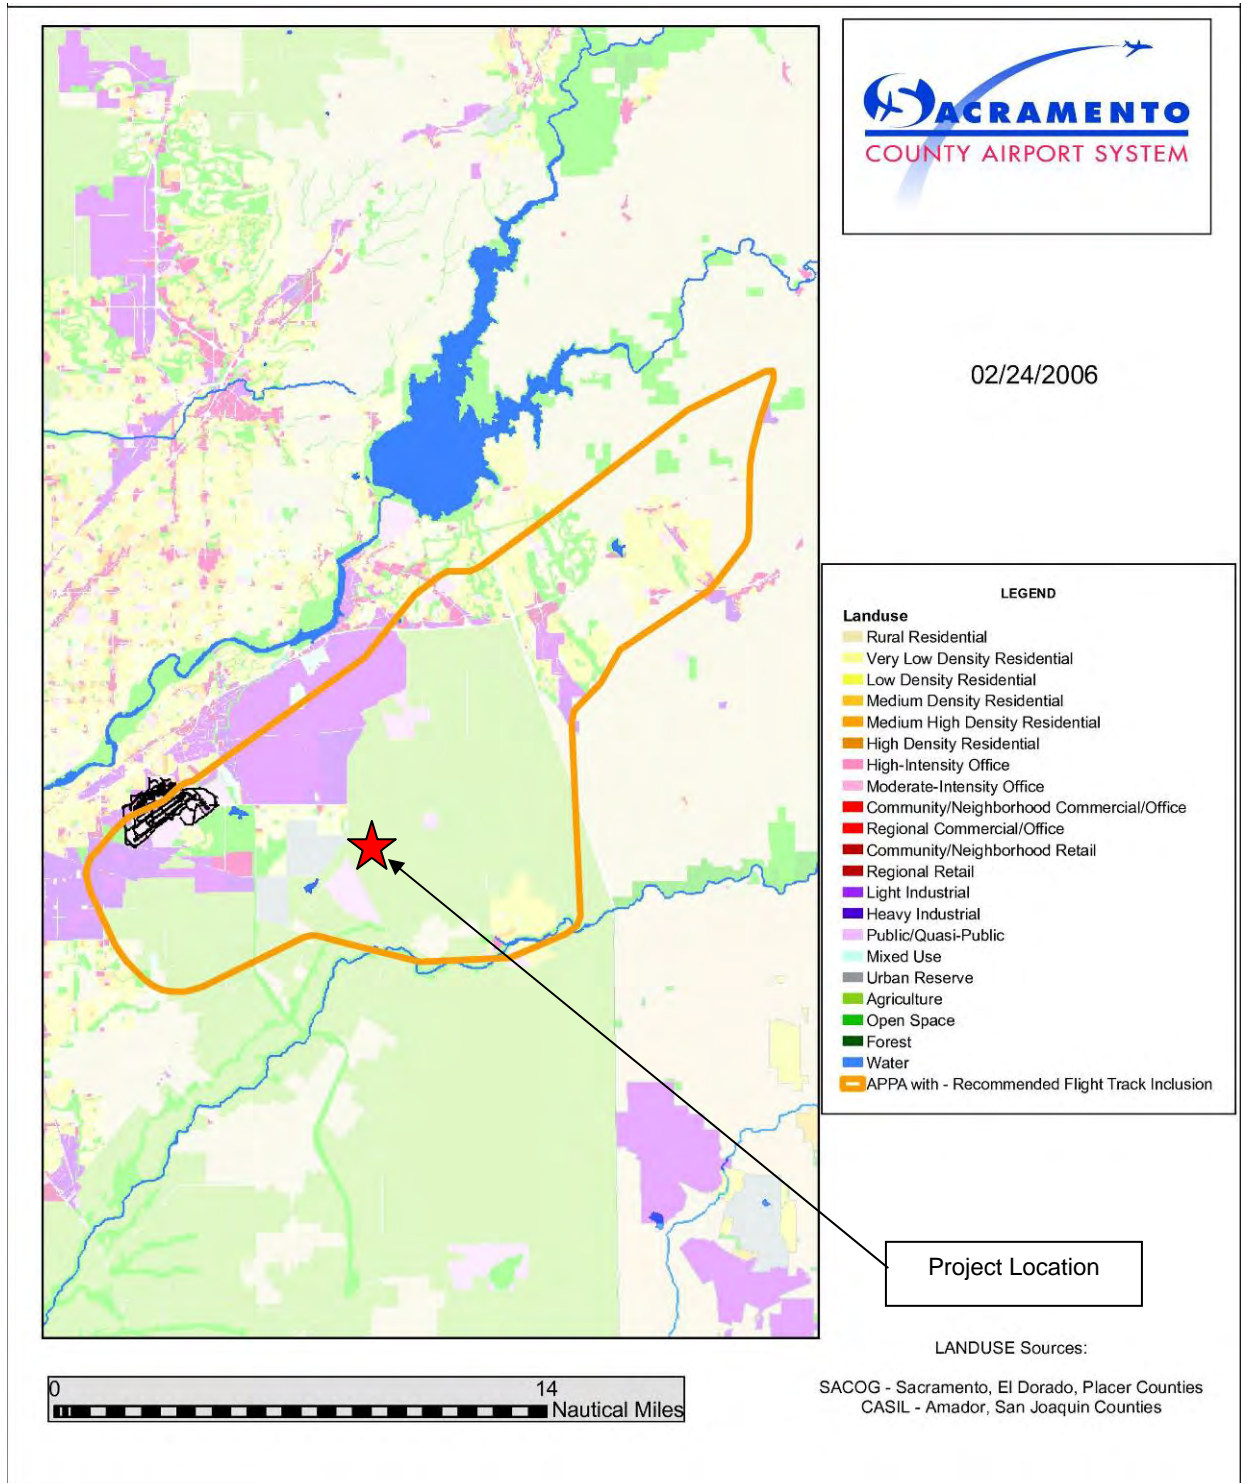 SACRAMENTO
COUNTY AIRPORT SYSTEM
02/24/2006
LEGEND
Landuse
Rural Residential
Very Low Density Residential
Low Density Residential
Medium Density Residential
Medium High Density Residential
High Density Residential
High-Intensity Office
Moderate-Intensity Office
Community/Neighborhood Commercial/Office
Regional Commercial/Office
Community/Neighborhood Retail
Regional Retail
Light Industrial
Heavy Industrial
Public/Quasi-Public
Mixed Use
Urban Reserve
Agriculture
Open Space
Forest
Water
APPA with - Recommended Flight Track Inclusion
Project Location
LANDUSE Sources:
SACOG - Sacramento, El Dorado, Placer Counties
CASIL - Amador, San Joaquin Counties
0 14
Nautical Miles